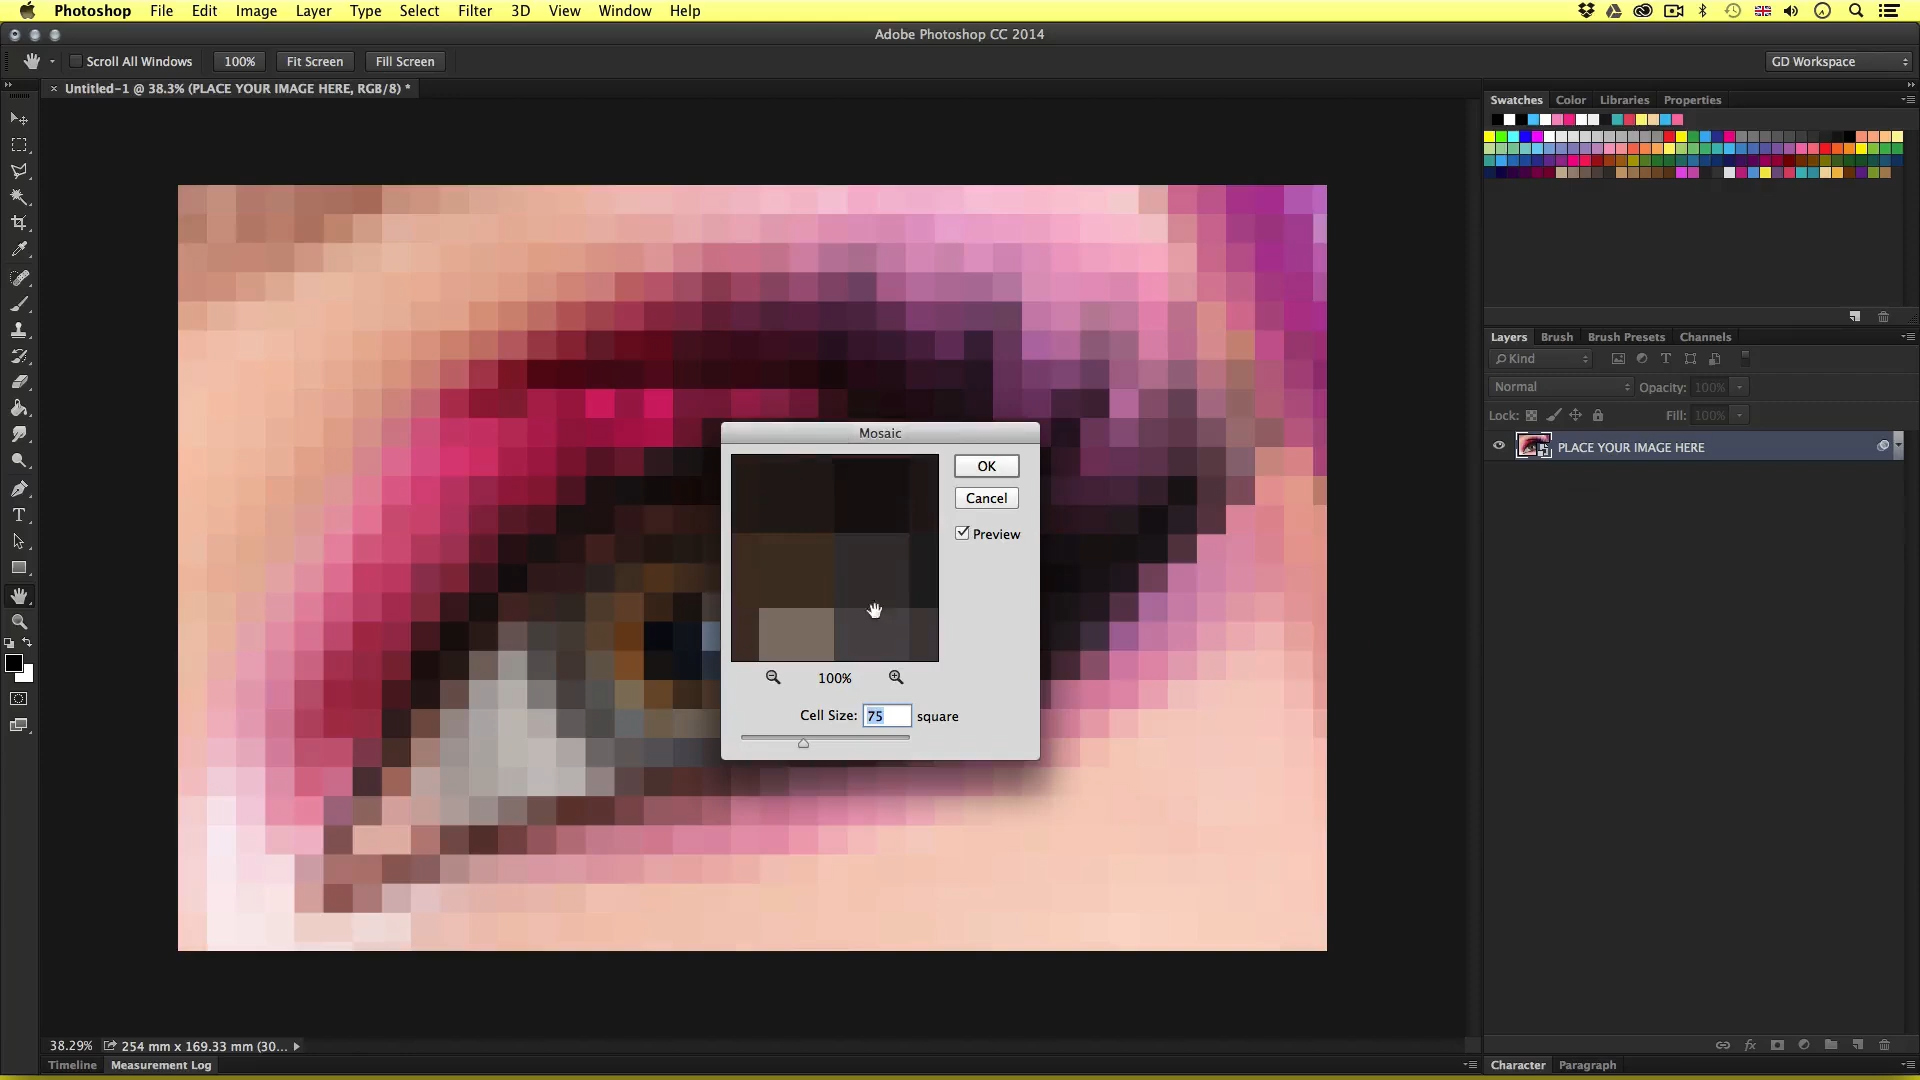 Photoshop File Edit Image Layer Type Select Filter 3D View Window Help
Adobe Photoshop CC 2014
Scroll All Windows 100% Fit Screen Fill Screen GD Workspace
Untitled-1 @ 38.3% (PLACE YOUR IMAGE HERE, RGB/8) *
Swatches Color Libraries Properties
Layers Brush Brush Presets Channels
Kind
Normal Opacity: 100%
Lock: Fill: 100%
PLACE YOUR IMAGE HERE
Mosaic
OK
Cancel
Preview
100%
Cell Size: 75 square
38.29% 254 mm x 169.33 mm (30...
Timeline Measurement Log
Character Paragraph